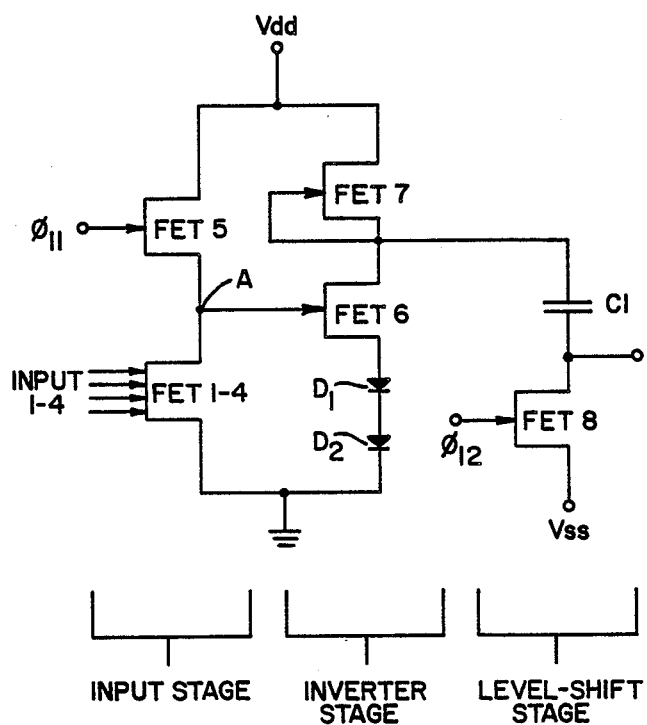 Vdd
FET 7
FET 5
Ø11
A
FET 6
C1
INPUT
1-4
FET 1-4
D1
D2
FET 8
Ø12
Vss
INPUT STAGE
INVERTER
STAGE
LEVEL-SHIFT
STAGE